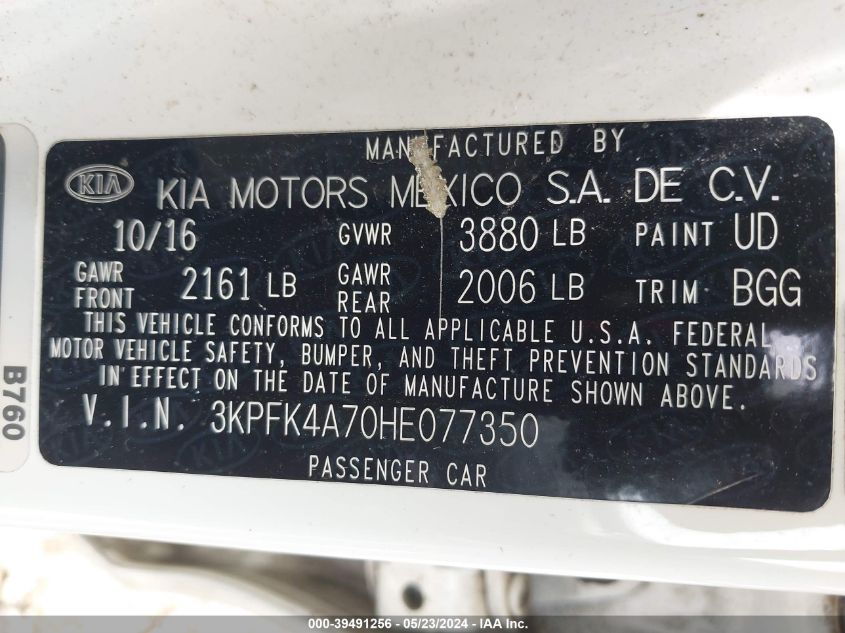 MANUFACTURED BY
KIA KIA MOTORS MEXICO S.A. DE C.V.
10/16 GVWR 3880 LB PAINT UD
GAWR FRONT 2161 LB GAWR REAR 2006 LB TRIM BGG
THIS VEHICLE CONFORMS TO ALL APPLICABLE U.S.A. FEDERAL
MOTOR VEHICLE SAFETY, BUMPER, AND THEFT PREVENTION STANDARDS
IN EFFECT ON THE DATE OF MANUFACTURE SHOWN ABOVE.
V.I.N. 3KPFK4A70HE077350
PASSENGER CAR
B760
000-39491256 - 05/23/2024 - IAA Inc.